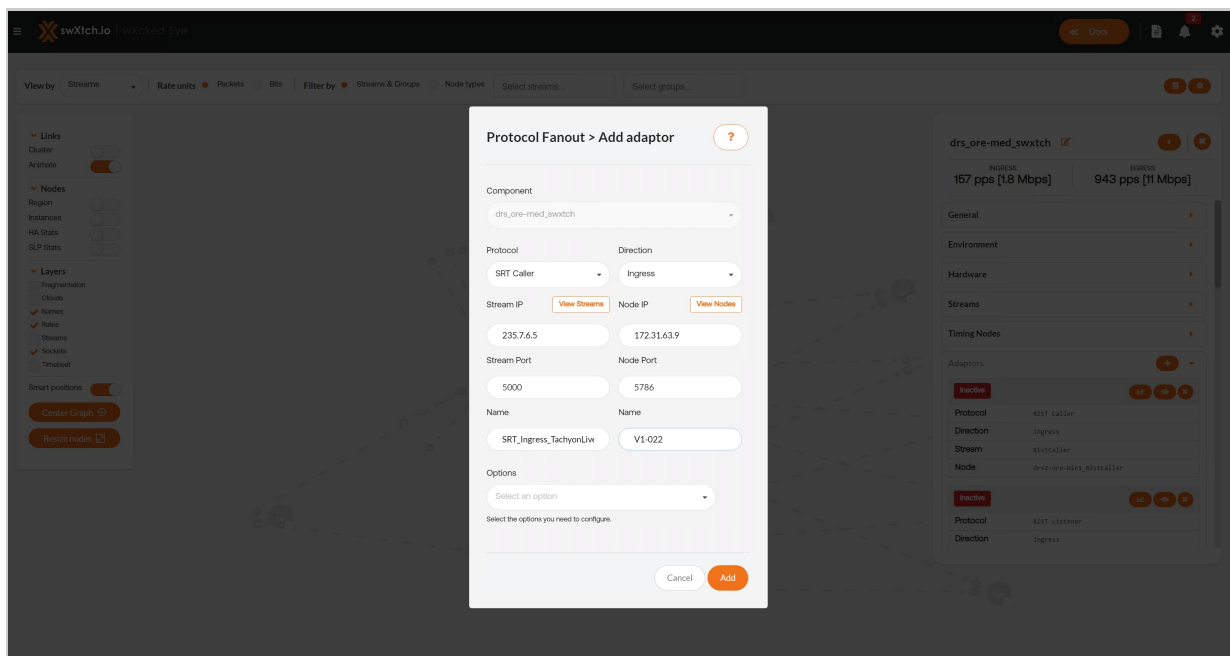 swXtch.io | wXcked Eye
Docs
2
View by Streams Rate units Packets Bits Filter by Streams & Groups Node types Select streams... Select groups...
Links
Cluster
Animate
Nodes
Region
Instances
HA Stats
SLP Stats
Layers
Fragmentation
Clouds
Names
Rates
Streams
Sockets
Timebeat
Smart positions
Center Graph
Resize nodes
Protocol Fanout > Add adaptor ?
Component
drs_ore-med_swxtch
Protocol Direction
SRT Caller Ingress
Stream IP View Streams Node IP View Nodes
235.7.6.5 172.31.63.9
Stream Port Node Port
5000 5786
Name Name
SRT_Ingress_TachyonLive V1-022
Options
Select an option
Select the options you need to configure.
Cancel Add
drs_ore-med_swxtch
INGRESS EGRESS
157 pps [1.8 Mbps] 943 pps [11 Mbps]
General
Environment
Hardware
Streams
Timing Nodes
Adaptors
Inactive
Protocol RIST Caller
Direction Ingress
Stream RistCaller
Node drs2-ore-win1_RistCaller
Inactive
Protocol RIST Listener
Direction Ingress